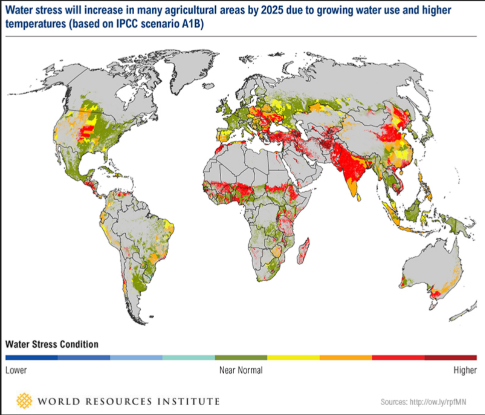 Water stress will increase in many agricultural areas by 2025 due to growing water use and higher
temperatures (based on IPCC scenario A1B)
Water Stress Condition
Lower Near Normal Higher
WORLD RESOURCES INSTITUTE Sources: http://ow.ly/rpfMN